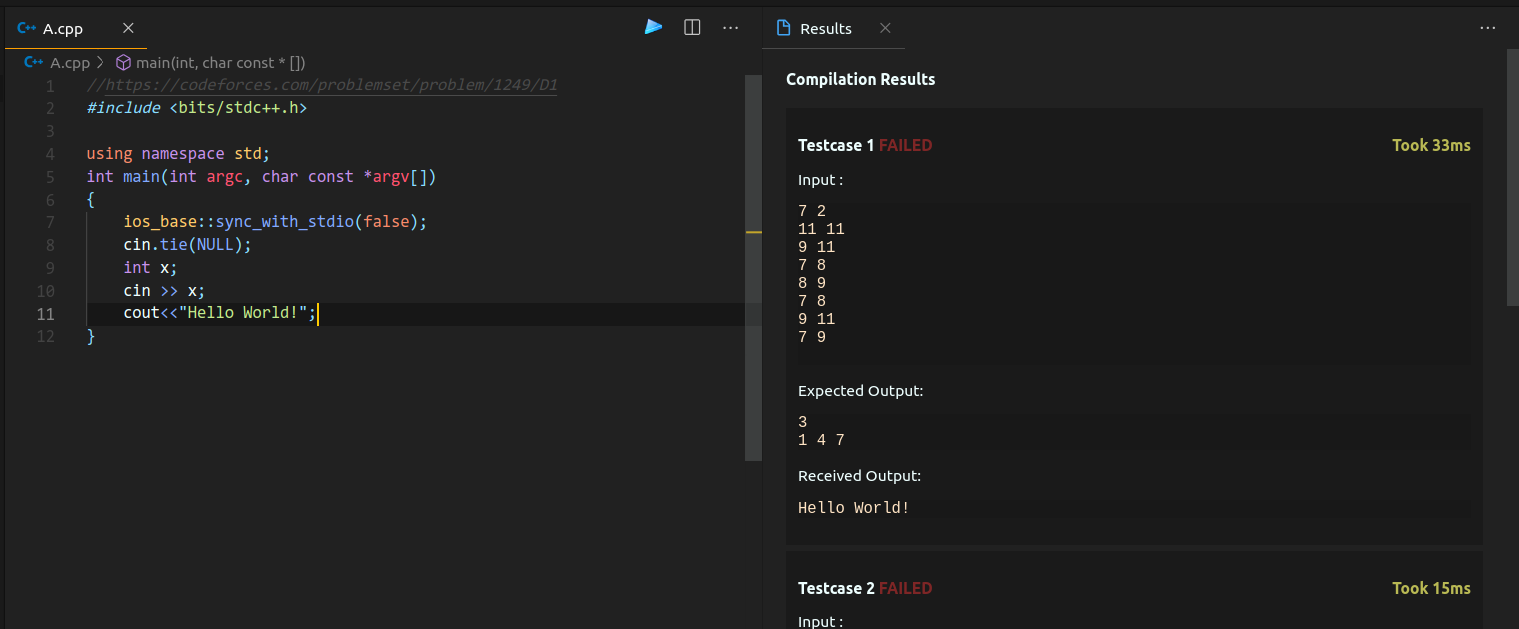 C++ A.cpp
C++ A.cpp > main(int, char const * [])
1 //https://codeforces.com/problemset/problem/1249/D1
2 #include <bits/stdc++.h>
3
4 using namespace std;
5 int main(int argc, char const *argv[])
6 {
7 ios_base::sync_with_stdio(false);
8 cin.tie(NULL);
9 int x;
10 cin >> x;
11 cout<<"Hello World!";
12 }
Results
Compilation Results
Testcase 1 FAILED Took 33ms
Input :
7 2
11 11
9 11
7 8
8 9
7 8
9 11
7 9
Expected Output:
3
1 4 7
Received Output:
Hello World!
Testcase 2 FAILED Took 15ms
Input :